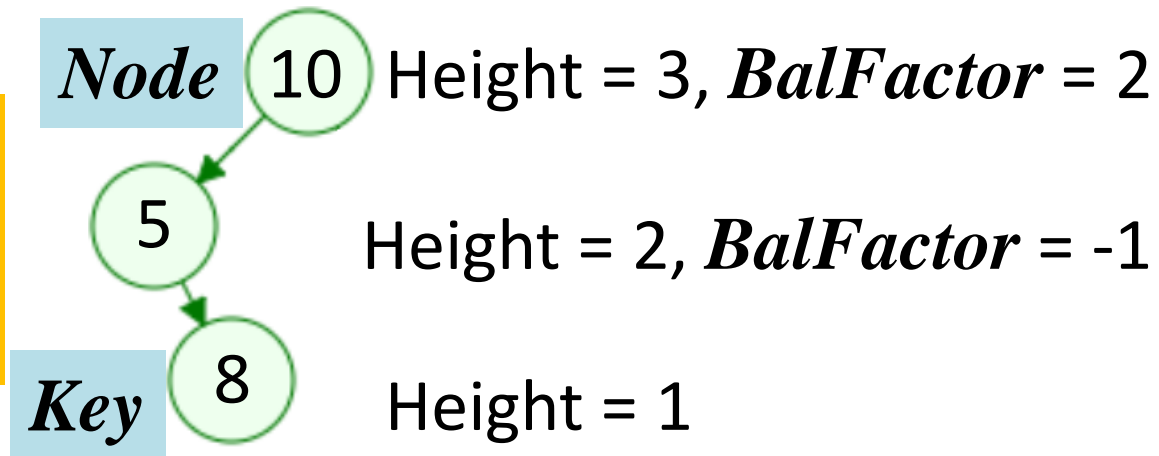 Node 10 Height = 3, BalFactor = 2
5 Height = 2, BalFactor = -1
Key 8 Height = 1